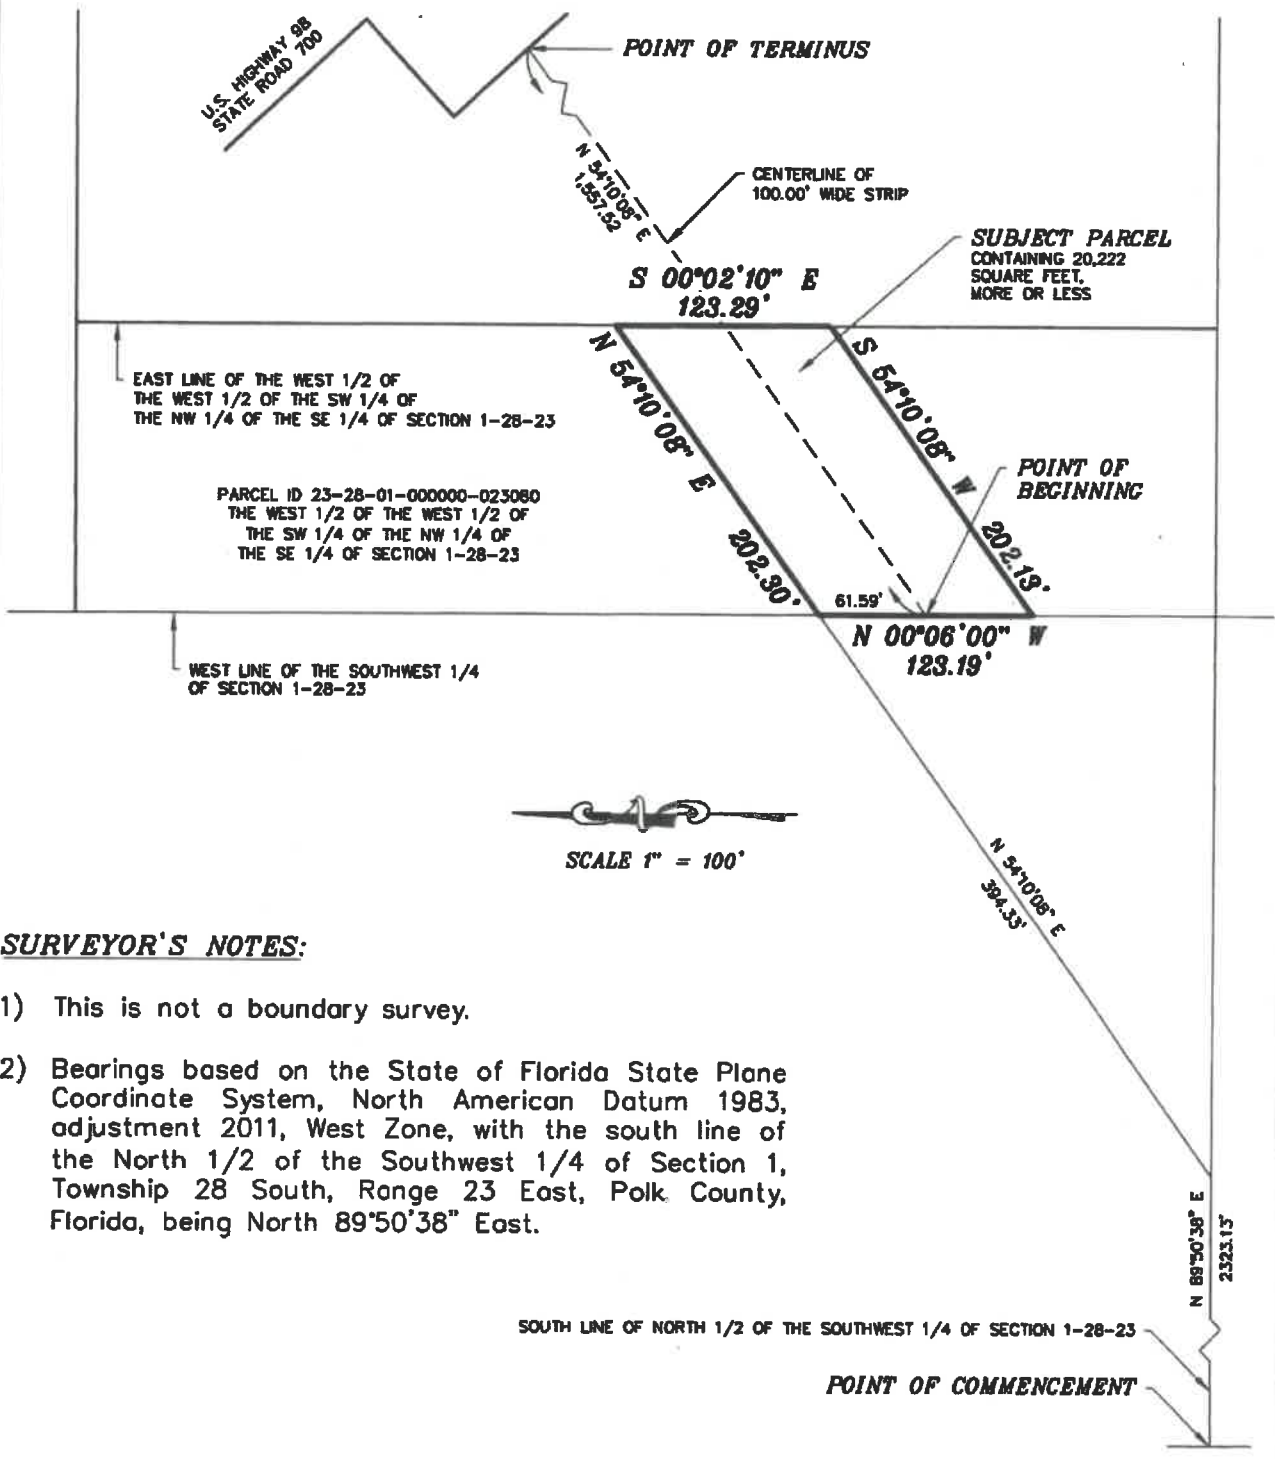 U.S. HIGHWAY 98
STATE ROAD 700
POINT OF TERMINUS
N 54°10'08" E
1,557.52
CENTERLINE OF
100.00' WIDE STRIP
SUBJECT PARCEL
CONTAINING 20,222
SQUARE FEET,
MORE OR LESS
S 00°02'10" E
123.29'
EAST LINE OF THE WEST 1/2 OF
THE WEST 1/2 OF THE SW 1/4 OF
THE NW 1/4 OF THE SE 1/4 OF SECTION 1-28-23
N 54°10'08" E
202.30'
S 54°10'08" W
202.13'
POINT OF
BEGINNING
PARCEL ID 23-28-01-000000-023080
THE WEST 1/2 OF THE WEST 1/2 OF
THE SW 1/4 OF THE NW 1/4 OF
THE SE 1/4 OF SECTION 1-28-23
61.59'
N 00°06'00" W
123.19'
WEST LINE OF THE SOUTHWEST 1/4
OF SECTION 1-28-23
SCALE 1" = 100'
N 54°10'08" E
394.33'
SURVEYOR'S NOTES:
1) This is not a boundary survey.
2) Bearings based on the State of Florida State Plane
Coordinate System, North American Datum 1983,
adjustment 2011, West Zone, with the south line of
the North 1/2 of the Southwest 1/4 of Section 1,
Township 28 South, Range 23 East, Polk County,
Florida, being North 89°50'38" East.
N 89°50'38" E
2323.13'
SOUTH LINE OF NORTH 1/2 OF THE SOUTHWEST 1/4 OF SECTION 1-28-23
POINT OF COMMENCEMENT